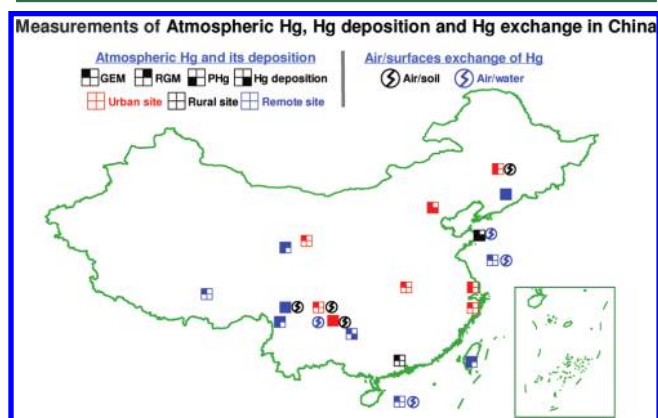 Measurements of Atmospheric Hg, Hg deposition and Hg exchange in China
Atmospheric Hg and its deposition
Air/surfaces exchange of Hg
GEM RGM PHg Hg deposition
Air/soil Air/water
Urban site Rural site Remote site